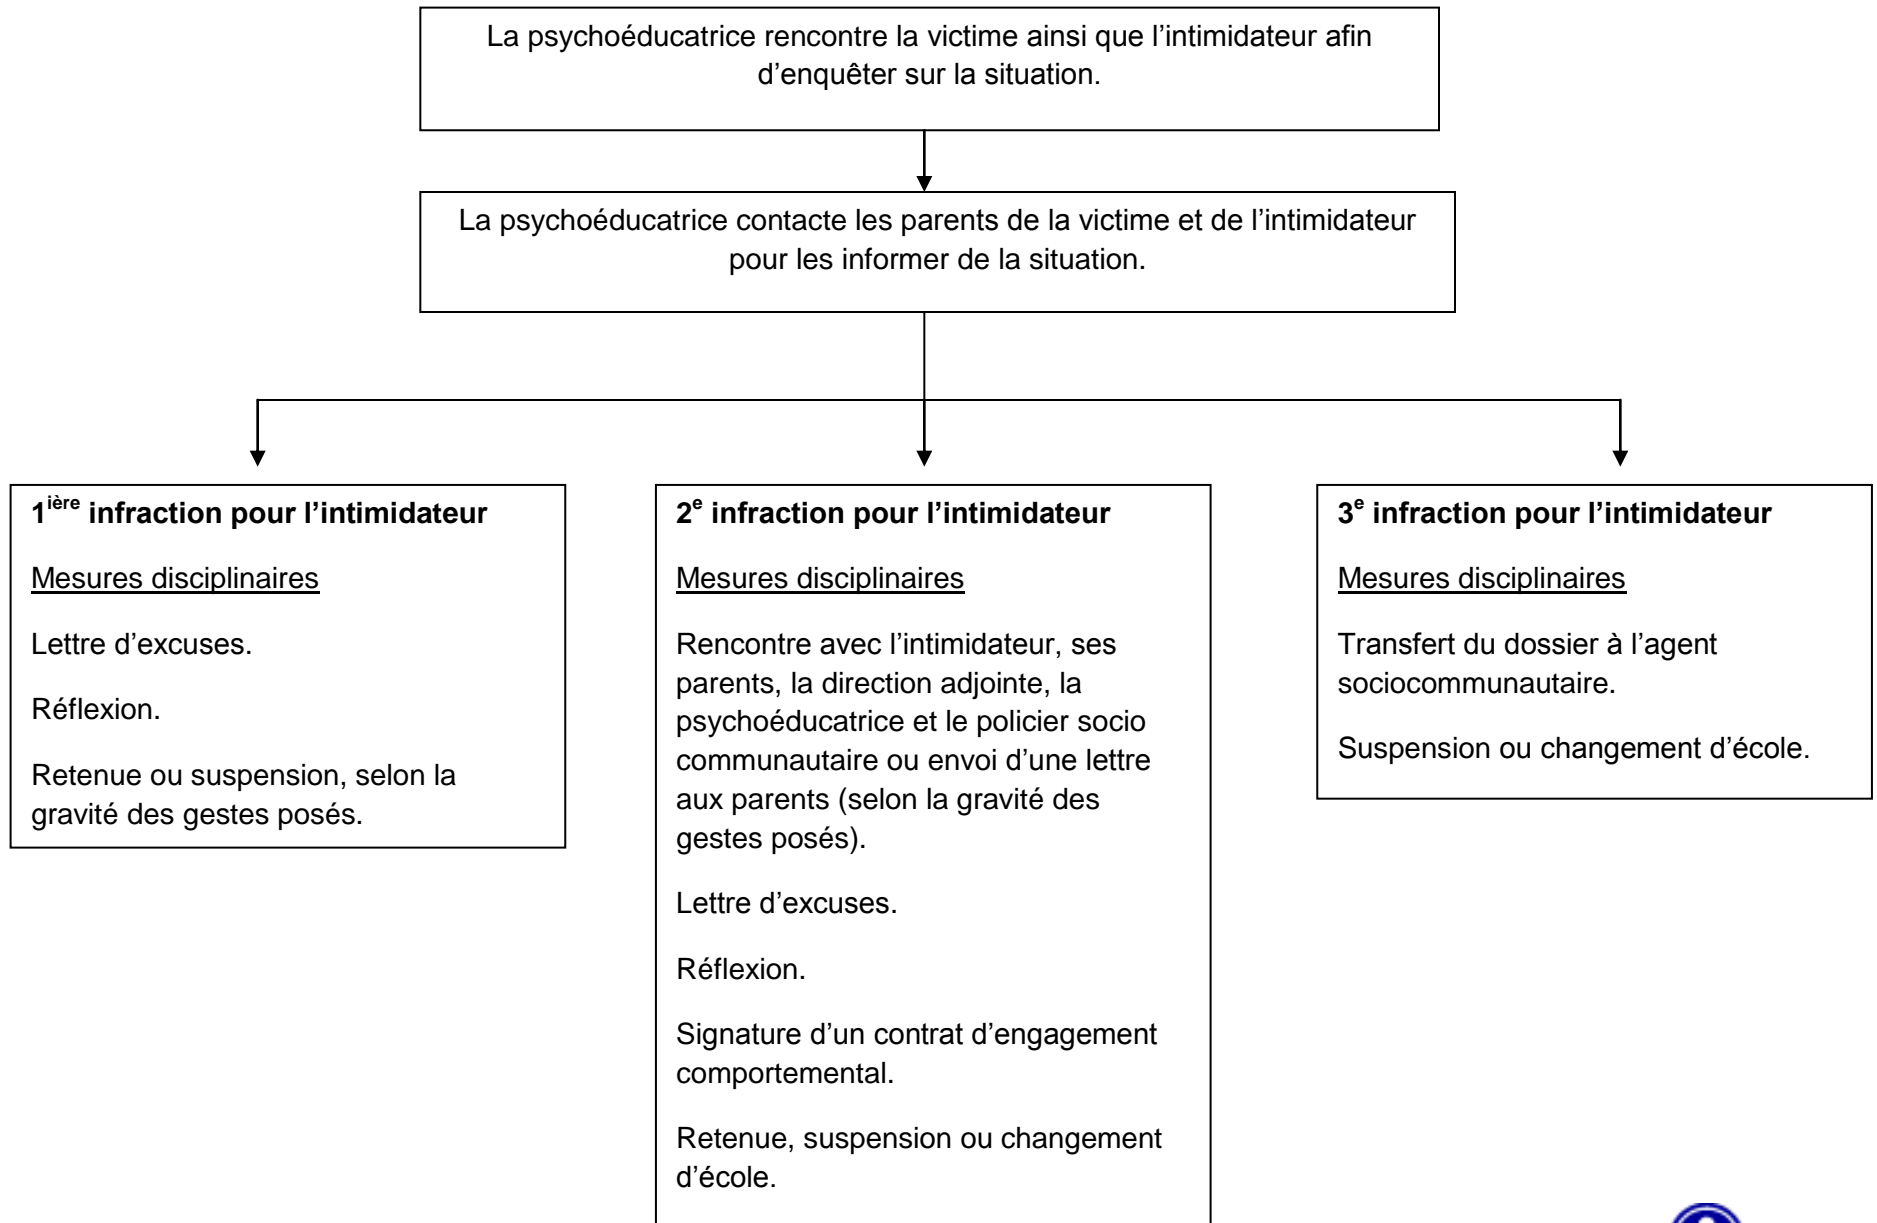 La psychoéducatrice rencontre la victime ainsi que l’intimidateur afin
d’enquêter sur la situation.
La psychoéducatrice contacte les parents de la victime et de l’intimidateur
pour les informer de la situation.
1ière infraction pour l’intimidateur
Mesures disciplinaires
Lettre d’excuses.
Réflexion.
Retenue ou suspension, selon la
gravité des gestes posés.
2e infraction pour l’intimidateur
Mesures disciplinaires
Rencontre avec l’intimidateur, ses
parents, la direction adjointe, la
psychoéducatrice et le policier socio
communautaire ou envoi d’une lettre
aux parents (selon la gravité des
gestes posés).
Lettre d’excuses.
Réflexion.
Signature d’un contrat d’engagement
comportemental.
Retenue, suspension ou changement
d’école.
3e infraction pour l’intimidateur
Mesures disciplinaires
Transfert du dossier à l’agent
sociocommunautaire.
Suspension ou changement d’école.